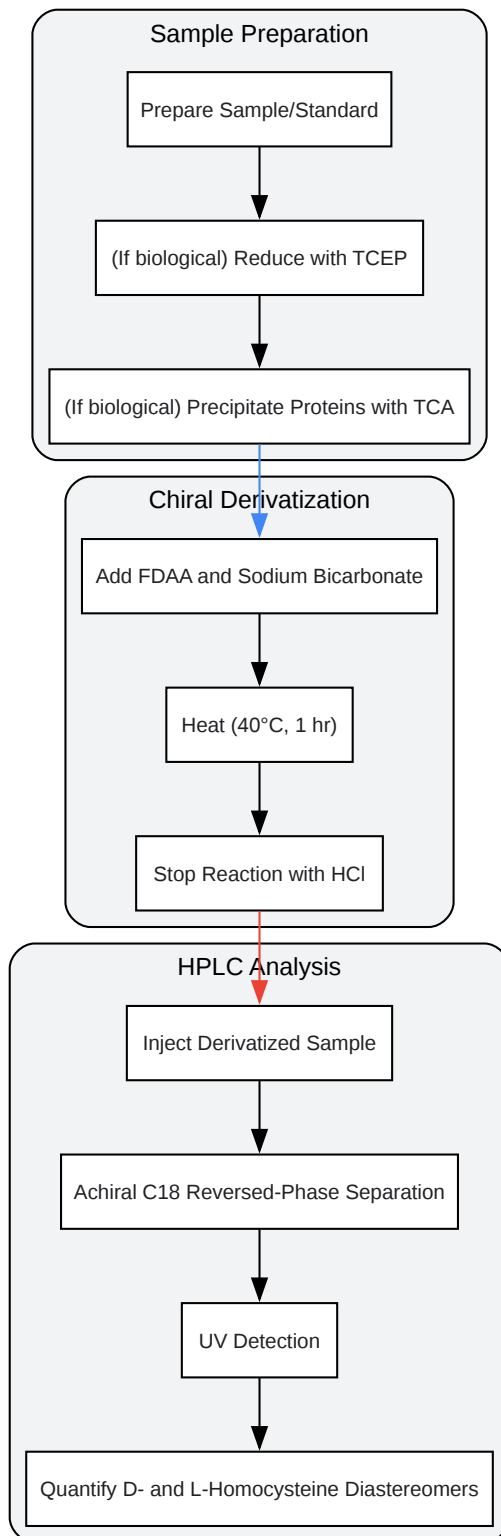 Sample Preparation
Prepare Sample/Standard
(If biological) Reduce with TCEP
(If biological) Precipitate Proteins with TCA
Chiral Derivatization
Add FDAA and Sodium Bicarbonate
Heat (40°C, 1 hr)
Stop Reaction with HCl
HPLC Analysis
Inject Derivatized Sample
Achiral C18 Reversed-Phase Separation
UV Detection
Quantify D- and L-Homocysteine Diastereomers